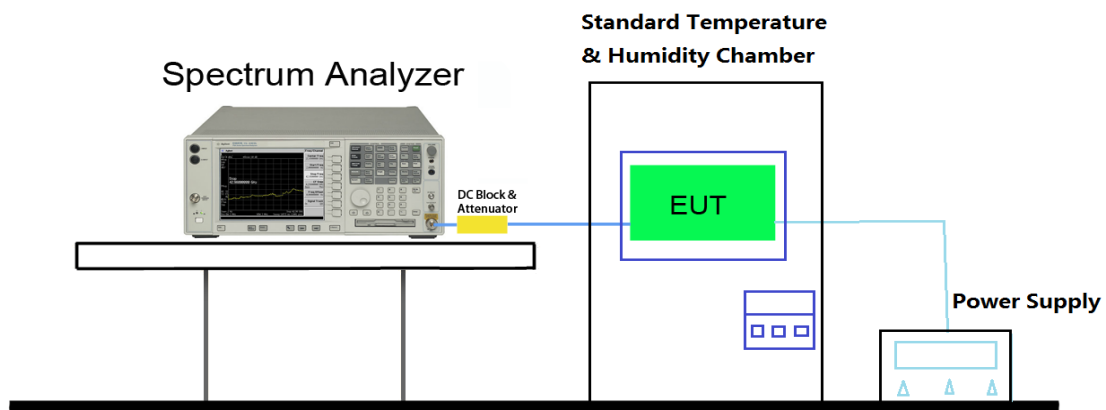 Standard Temperature
& Humidity Chamber
Spectrum Analyzer
DC Block &
Attenuator
EUT
Power Supply